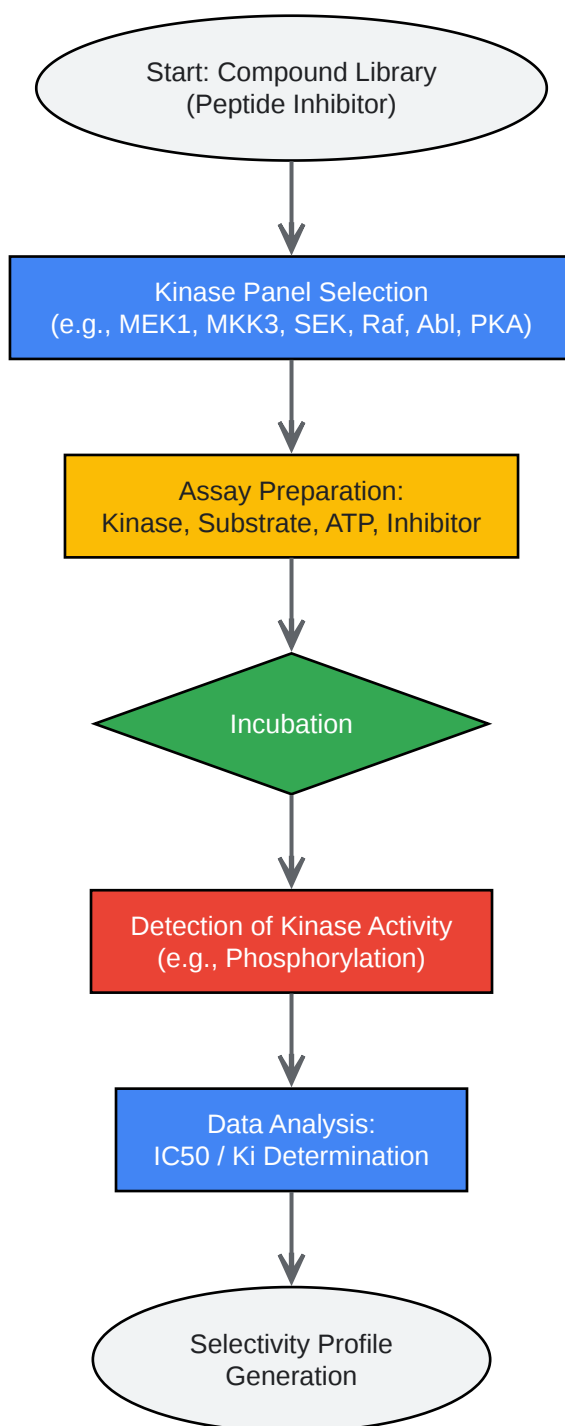 Start: Compound Library
(Peptide Inhibitor)
Kinase Panel Selection
(e.g., MEK1, MKK3, SEK, Raf, Abl, PKA)
Assay Preparation:
Kinase, Substrate, ATP, Inhibitor
Incubation
Detection of Kinase Activity
(e.g., Phosphorylation)
Data Analysis:
IC50 / Ki Determination
Selectivity Profile
Generation